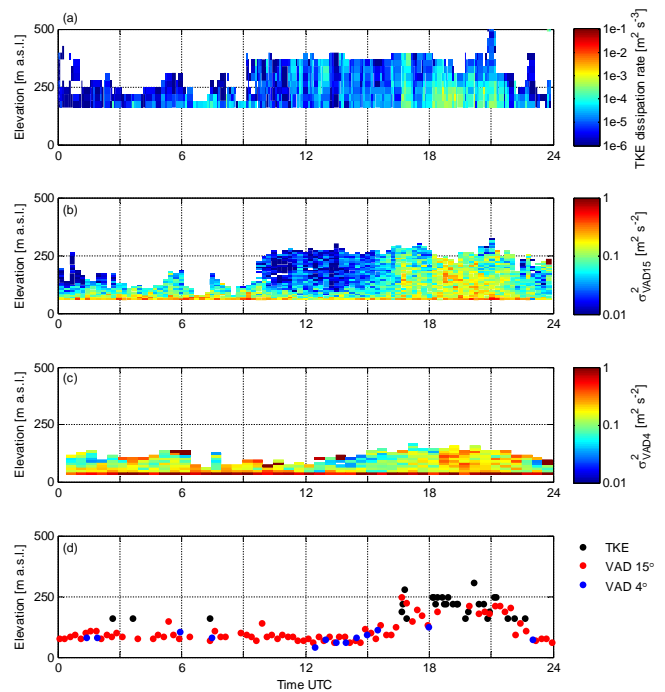 (a)
500
250
0
Elevation [m a.s.l.]
0 6 12 18 24
1e-1
1e-2
1e-3
1e-4
1e-5
1e-6
TKE dissipation rate [m² s⁻³]
(b)
500
250
0
Elevation [m a.s.l.]
0 6 12 18 24
1
0.1
0.01
σ²VAD15 [m² s⁻²]
(c)
500
250
0
Elevation [m a.s.l.]
0 6 12 18 24
1
0.1
0.01
σ²VAD4 [m² s⁻²]
(d)
500
250
0
Elevation [m a.s.l.]
0 6 12 18 24
Time UTC
TKE
VAD 15°
VAD 4°